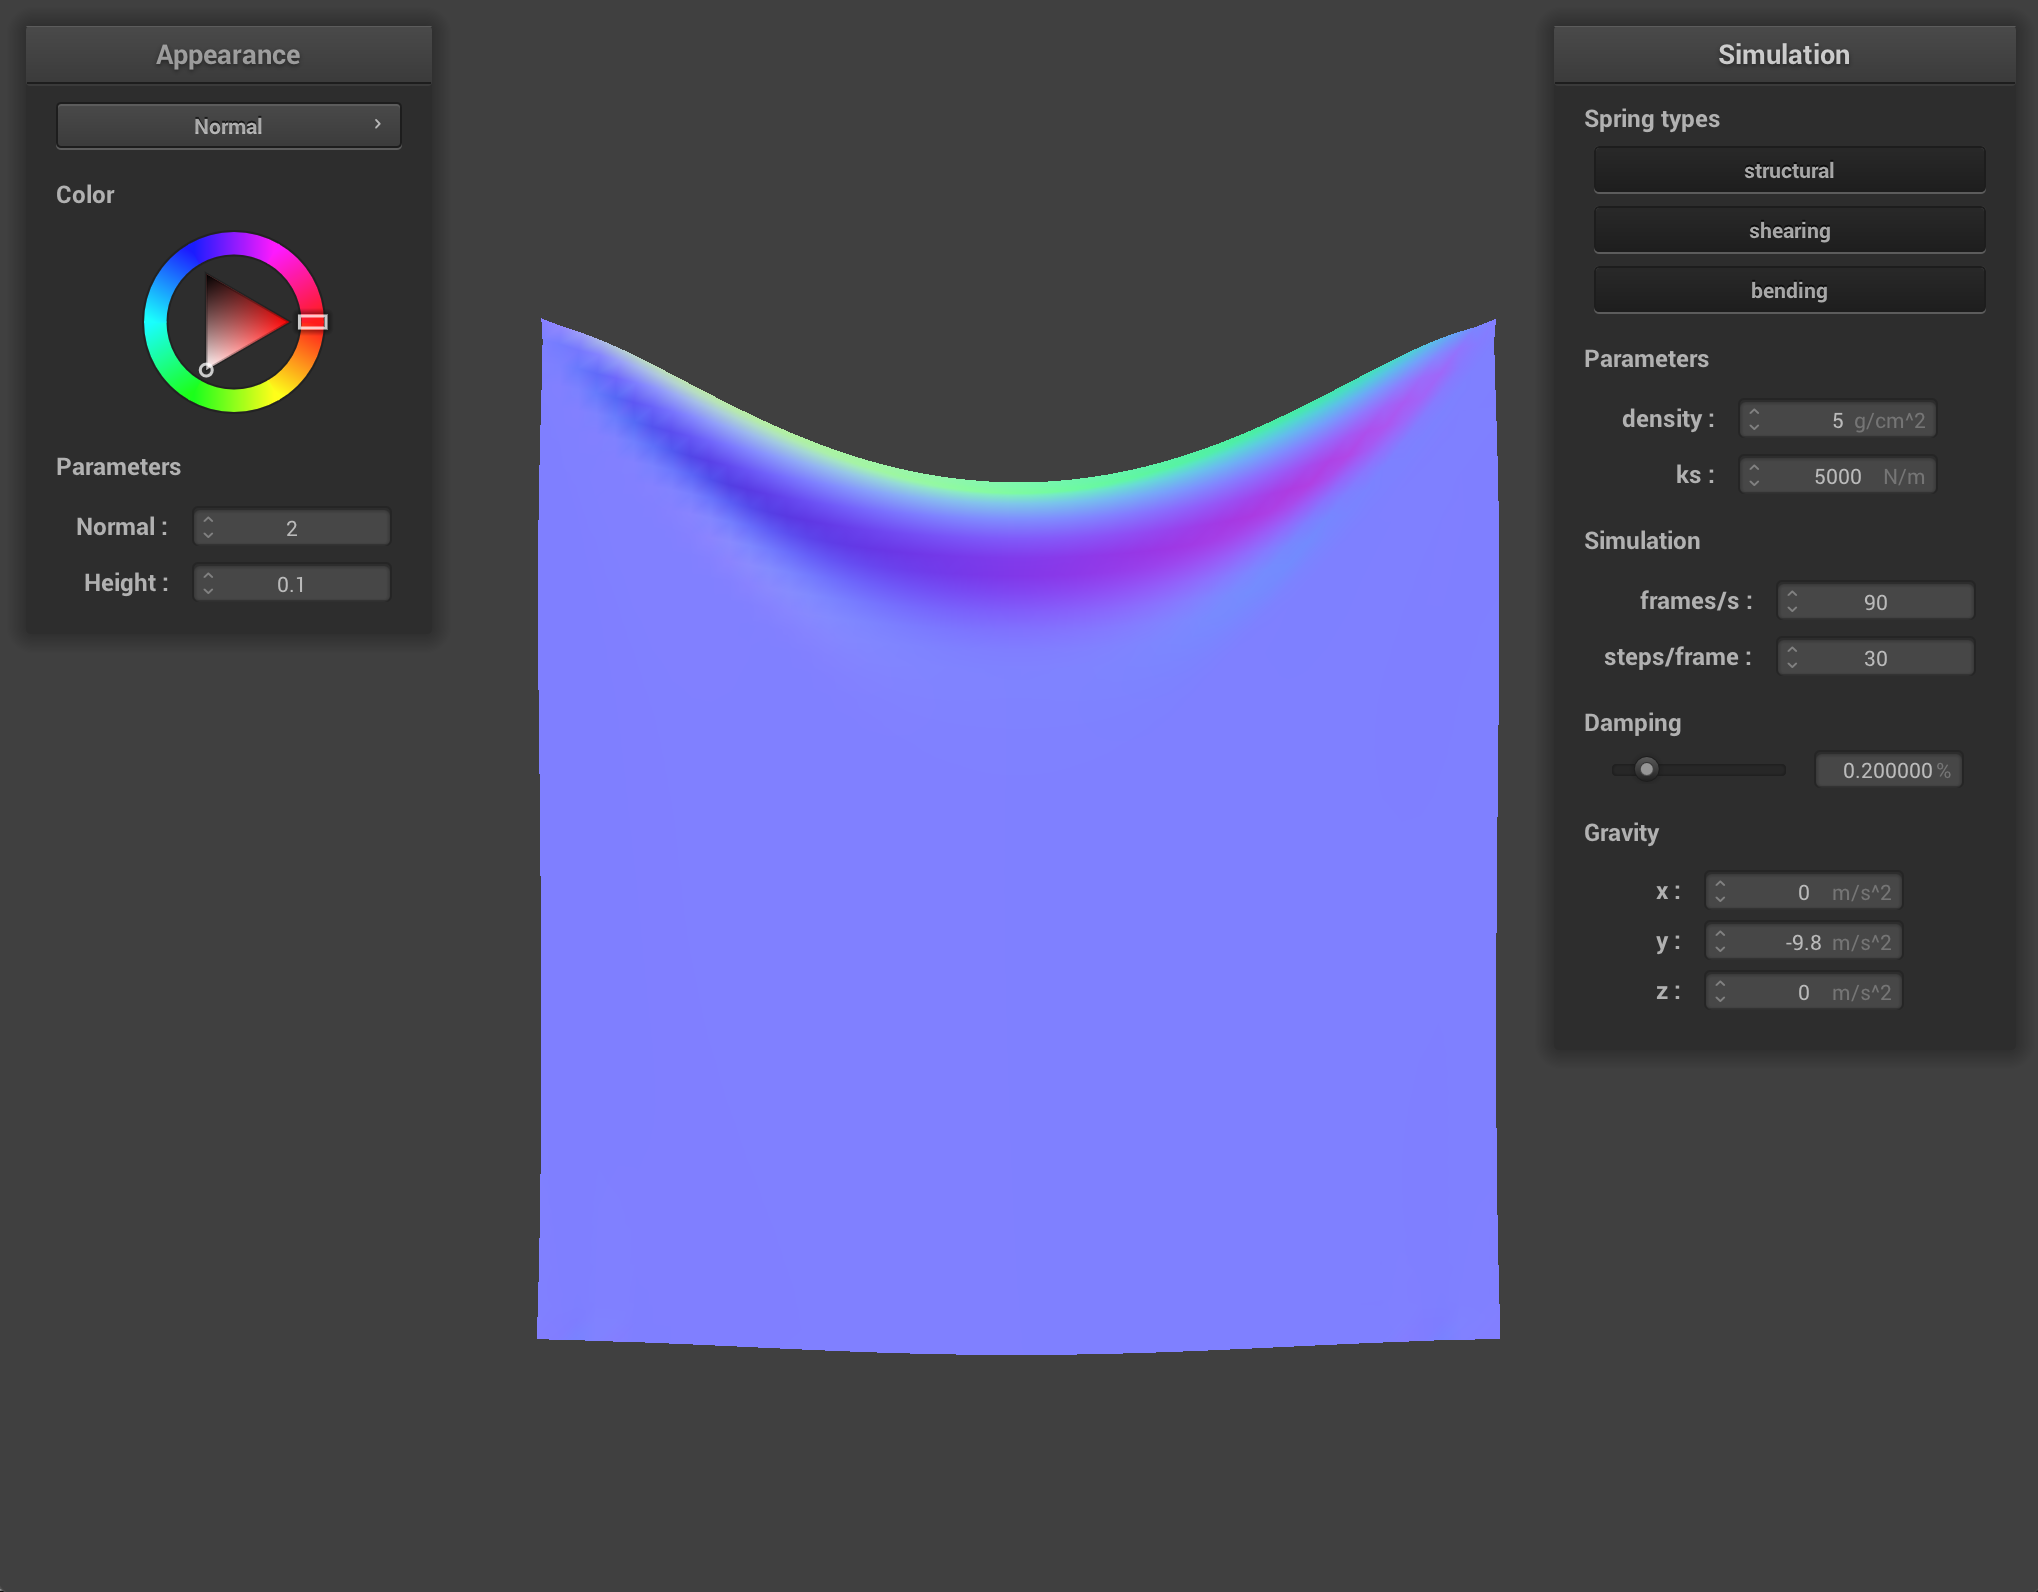 Appearance
Normal
Color
Parameters
Normal : 2
Height : 0.1
Simulation
Spring types
structural
shearing
bending
Parameters
density : 5 g/cm^2
ks : 5000 N/m
Simulation
frames/s : 90
steps/frame : 30
Damping
0.200000 %
Gravity
x : 0 m/s^2
y : -9.8 m/s^2
z : 0 m/s^2